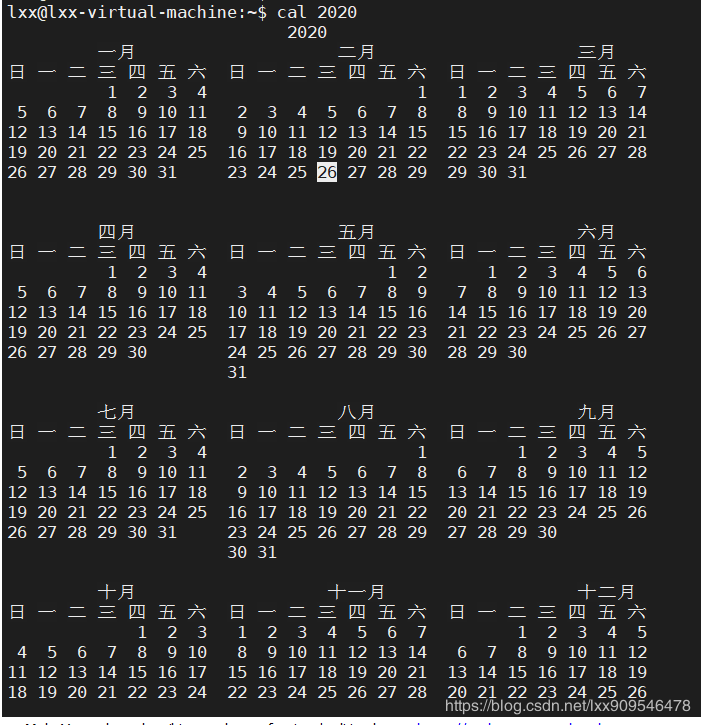 lxx@lxx-virtual-machine:~$ cal 2020
                            2020
         一月                    二月                    三月
日 一 二 三 四 五 六  日 一 二 三 四 五 六  日 一 二 三 四 五 六
          1  2  3  4                     1   1  2  3  4  5  6  7
 5  6  7  8  9 10 11   2  3  4  5  6  7  8   8  9 10 11 12 13 14
12 13 14 15 16 17 18   9 10 11 12 13 14 15  15 16 17 18 19 20 21
19 20 21 22 23 24 25  16 17 18 19 20 21 22  22 23 24 25 26 27 28
26 27 28 29 30 31     23 24 25 26 27 28 29  29 30 31
         四月                    五月                    六月
日 一 二 三 四 五 六  日 一 二 三 四 五 六  日 一 二 三 四 五 六
          1  2  3  4                  1  2      1  2  3  4  5  6
 5  6  7  8  9 10 11   3  4  5  6  7  8  9   7  8  9 10 11 12 13
12 13 14 15 16 17 18  10 11 12 13 14 15 16  14 15 16 17 18 19 20
19 20 21 22 23 24 25  17 18 19 20 21 22 23  21 22 23 24 25 26 27
26 27 28 29 30        24 25 26 27 28 29 30  28 29 30
                      31
         七月                    八月                    九月
日 一 二 三 四 五 六  日 一 二 三 四 五 六  日 一 二 三 四 五 六
          1  2  3  4                     1         1  2  3  4  5
 5  6  7  8  9 10 11   2  3  4  5  6  7  8   6  7  8  9 10 11 12
12 13 14 15 16 17 18   9 10 11 12 13 14 15  13 14 15 16 17 18 19
19 20 21 22 23 24 25  16 17 18 19 20 21 22  20 21 22 23 24 25 26
26 27 28 29 30 31     23 24 25 26 27 28 29  27 28 29 30
                      30 31
         十月                   十一月                   十二月
日 一 二 三 四 五 六  日 一 二 三 四 五 六  日 一 二 三 四 五 六
             1  2  3   1  2  3  4  5  6  7         1  2  3  4  5
 4  5  6  7  8  9 10   8  9 10 11 12 13 14   6  7  8  9 10 11 12
11 12 13 14 15 16 17  15 16 17 18 19 20 21  13 14 15 16 17 18 19
18 19 20 21 22 23 24  22 23 24 25 26 27 28  20 21 22 23 24 25 26
https://blog.csdn.net/lxx909546478